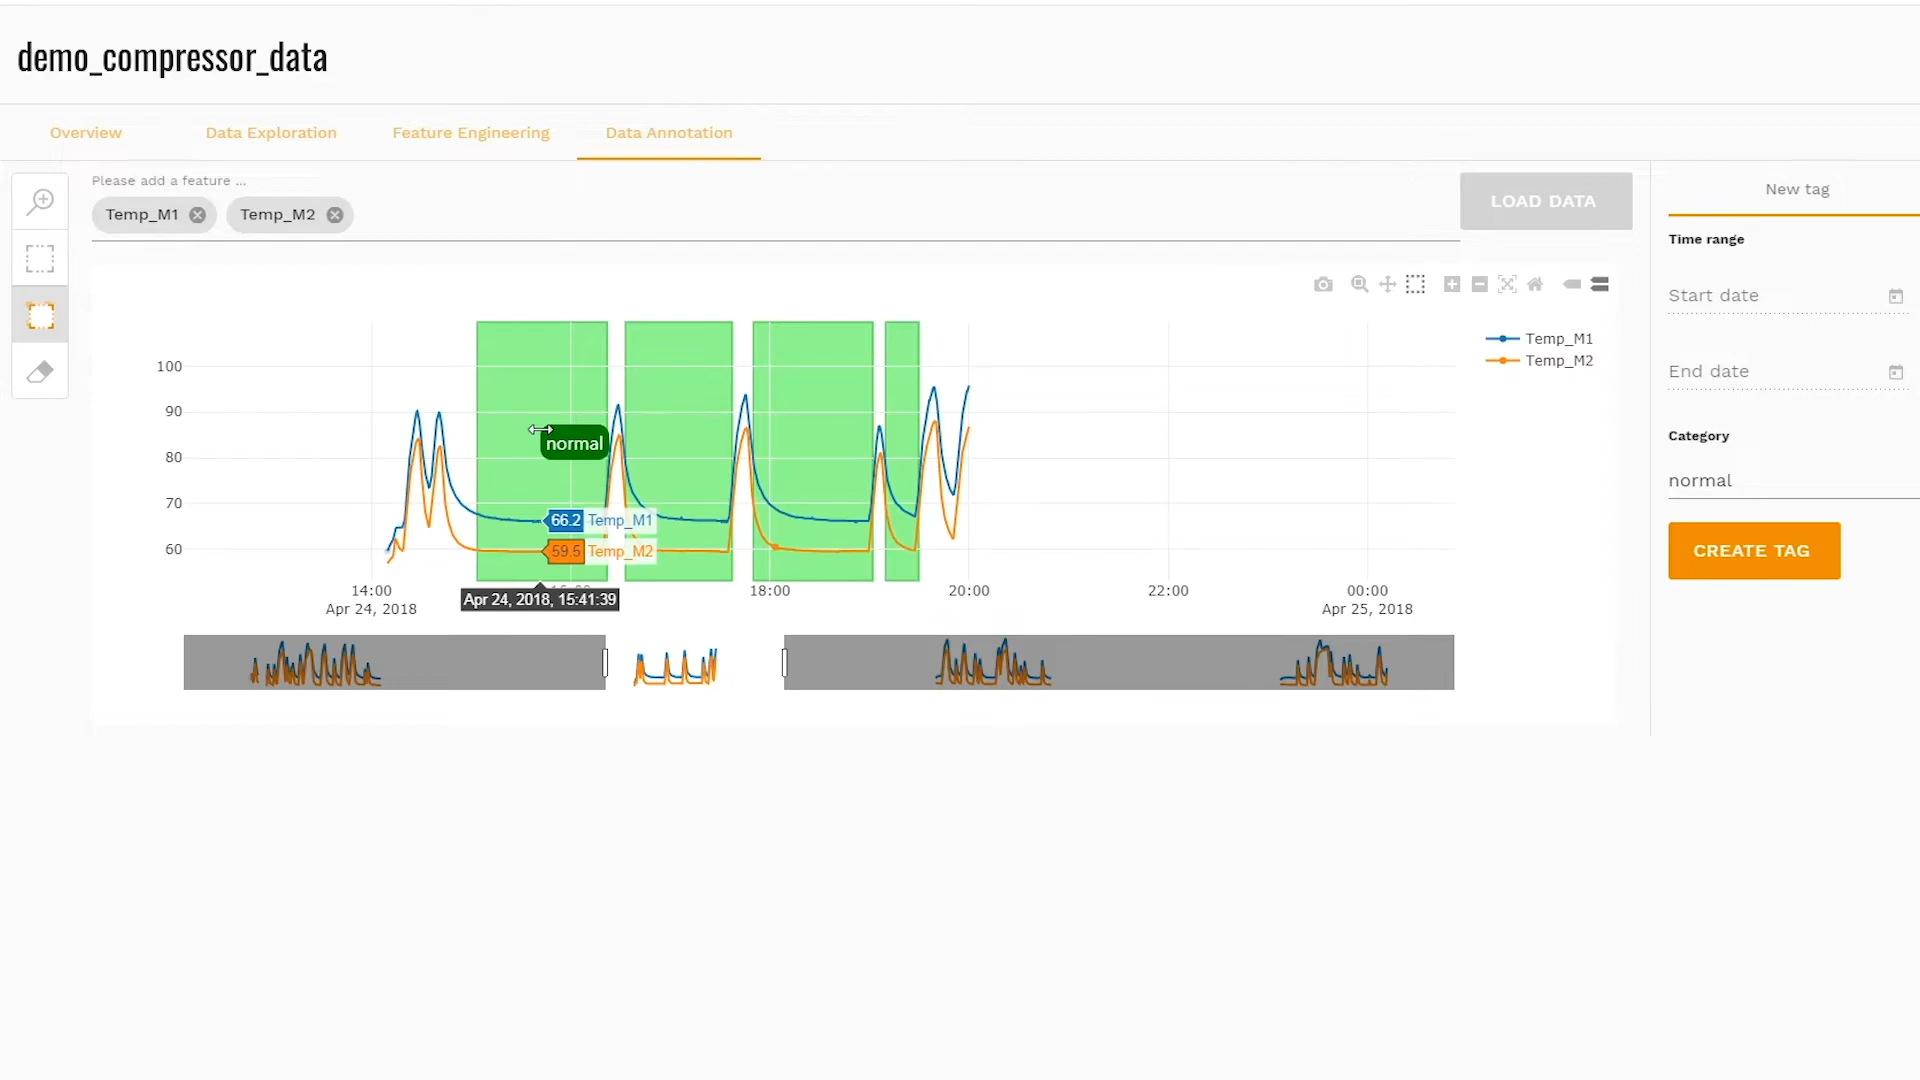 demo_compressor_data
Overview
Data Exploration
Feature Engineering
Data Annotation
Please add a feature ...
Temp_M1
Temp_M2
LOAD DATA
New tag
Time range
Start date
End date
Category
normal
CREATE TAG
Temp_M1
Temp_M2
100
90
80
70
60
normal
66.2 Temp_M1
59.5 Temp_M2
14:00
Apr 24, 2018
Apr 24, 2018, 15:41:39
18:00
20:00
22:00
00:00
Apr 25, 2018